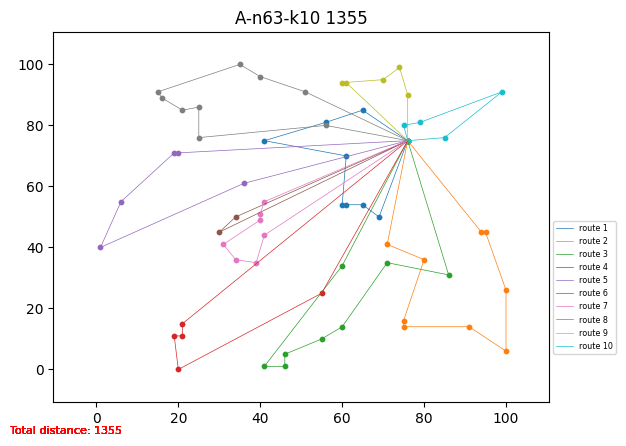 A-n63-k10 1355
100
80
60
40
20
0
0 20 40 60 80 100
route 1
route 2
route 3
route 4
route 5
route 6
route 7
route 8
route 9
route 10
Total distance: 1355